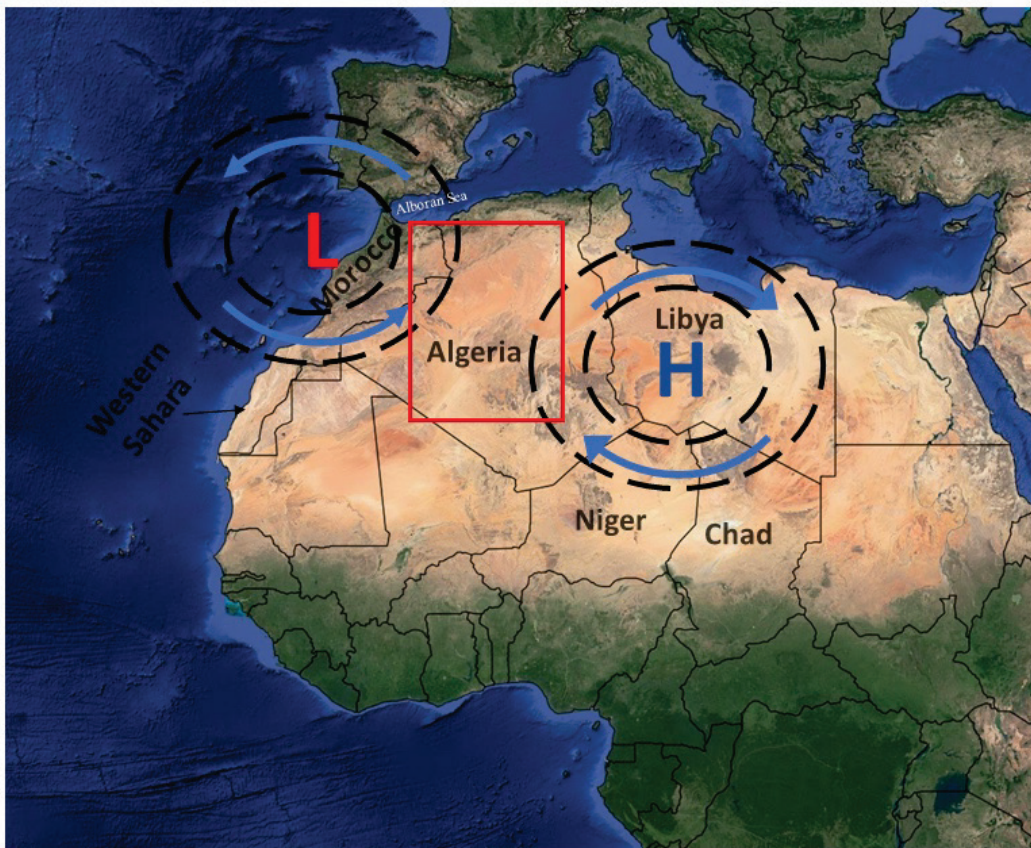 Alboran Sea
L
Morocco
Libya
Algeria
H
Western
Sahara
Niger
Chad